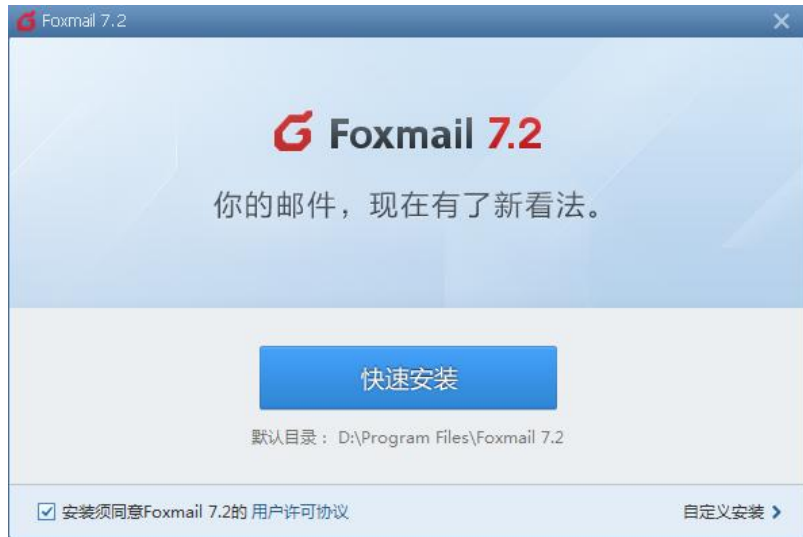 Foxmail 7.2
Foxmail 7.2
你的邮件，现在有了新看法。
快速安装
默认目录： D:\Program Files\Foxmail 7.2
安装须同意Foxmail 7.2的 用户许可协议
自定义安装